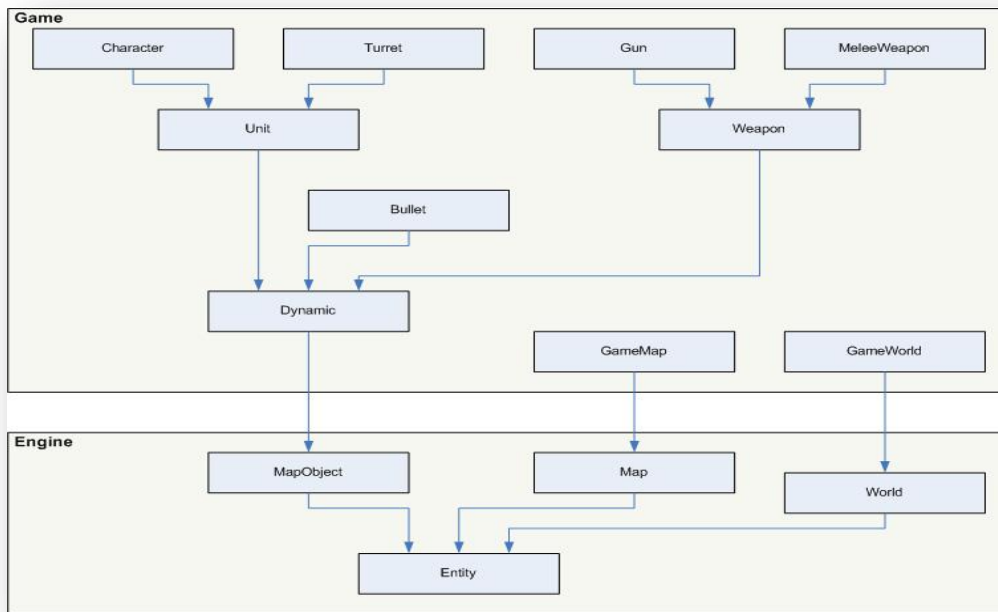 Game
Character
Turret
Gun
MeleeWeapon
Unit
Weapon
Bullet
Dynamic
GameMap
GameWorld
Engine
MapObject
Map
World
Entity